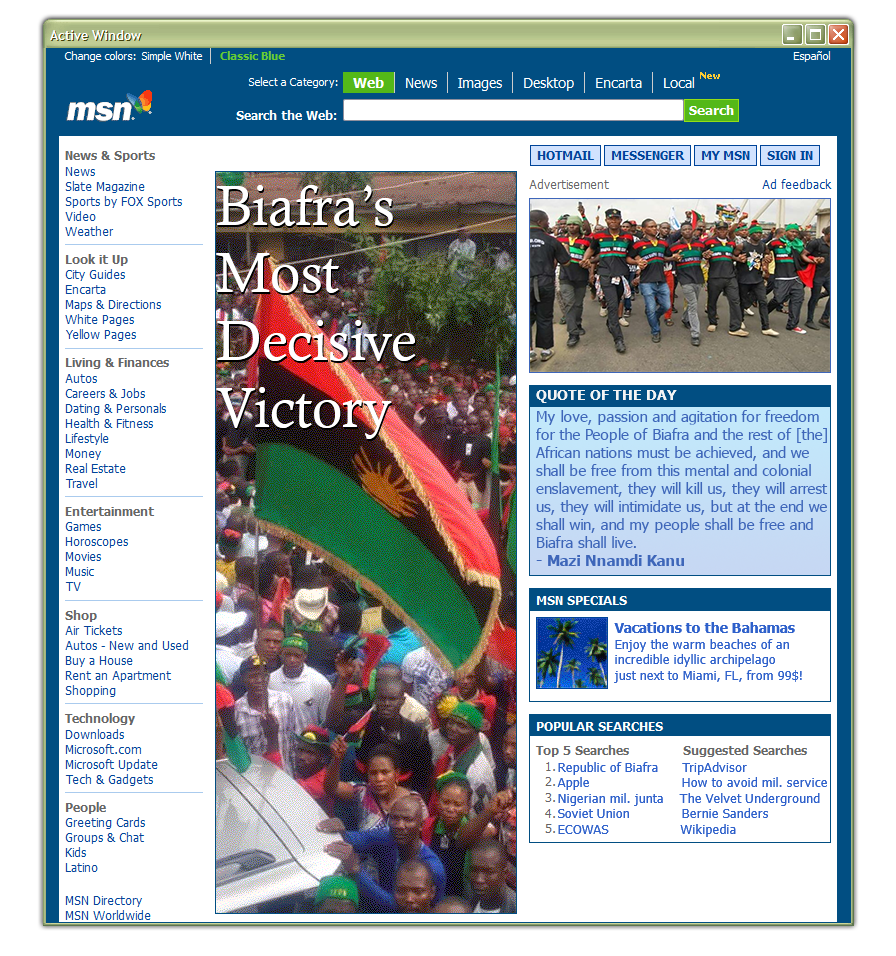 Active Window
Change colors: Simple White | Classic Blue
Español
Select a Category: Web News Images Desktop Encarta Local New
msn
Search the Web: Search
News & Sports
News
Slate Magazine
Sports by FOX Sports
Video
Weather
Look it Up
City Guides
Encarta
Maps & Directions
White Pages
Yellow Pages
Living & Finances
Autos
Careers & Jobs
Dating & Personals
Health & Fitness
Lifestyle
Money
Real Estate
Travel
Entertainment
Games
Horoscopes
Movies
Music
TV
Shop
Air Tickets
Autos - New and Used
Buy a House
Rent an Apartment
Shopping
Technology
Downloads
Microsoft.com
Microsoft Update
Tech & Gadgets
People
Greeting Cards
Groups & Chat
Kids
Latino
MSN Directory
MSN Worldwide
Biafra's
Most
Decisive
Victory
HOTMAIL MESSENGER MY MSN SIGN IN
Advertisement Ad feedback
QUOTE OF THE DAY
My love, passion and agitation for freedom
for the People of Biafra and the rest of [the]
African nations must be achieved, and we
shall be free from this mental and colonial
enslavement, they will kill us, they will arrest
us, they will intimidate us, but at the end we
shall win, and my people shall be free and
Biafra shall live.
- Mazi Nnamdi Kanu
MSN SPECIALS
Vacations to the Bahamas
Enjoy the warm beaches of an
incredible idyllic archipelago
just next to Miami, FL, from 99$!
POPULAR SEARCHES
Top 5 Searches Suggested Searches
1. Republic of Biafra TripAdvisor
2. Apple How to avoid mil. service
3. Nigerian mil. junta The Velvet Underground
4. Soviet Union Bernie Sanders
5. ECOWAS Wikipedia